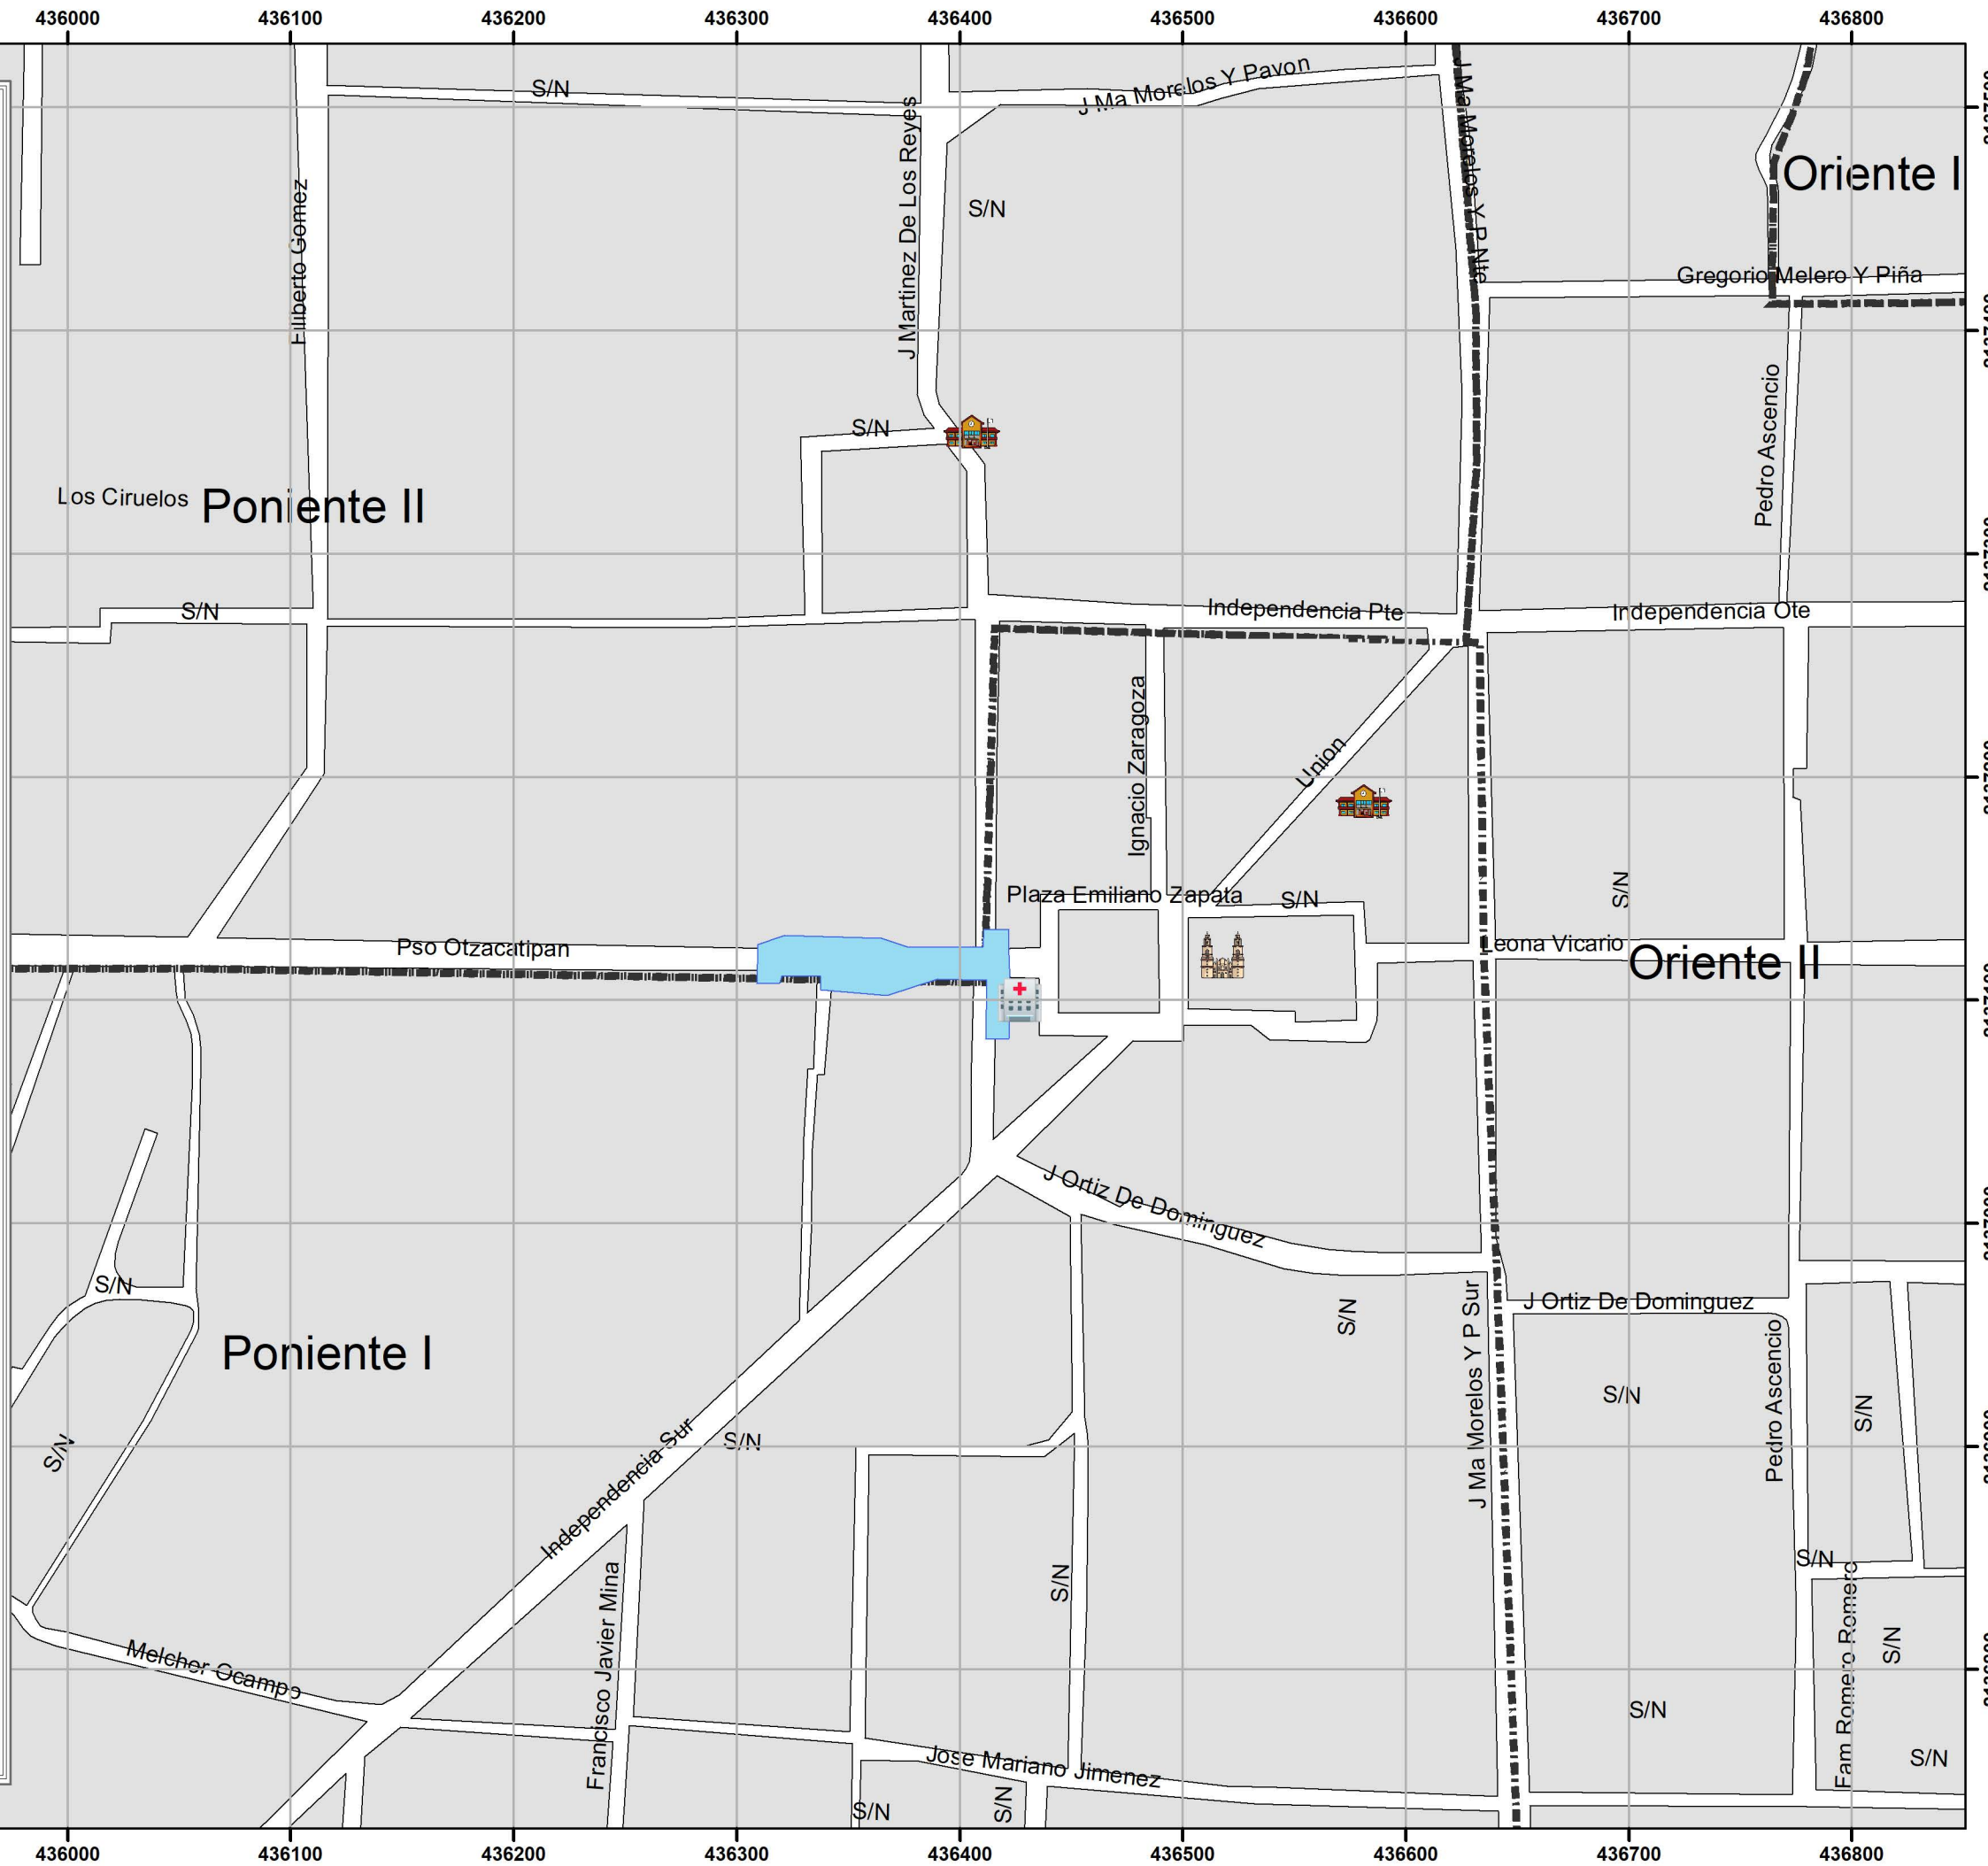 436000 436100 436200 436300 436400 436500 436600 436700 436800
S/N
J Ma Morelos Y Pavon
J Ma Morelos Y P Nte
J Martinez De Los Reyes
Oriente I
Filiberto Gomez
S/N
Gregorio Melero Y Piña
Pedro Ascencio
S/N
Los Ciruelos
Poniente II
S/N
Independencia Pte
Independencia Ote
Ignacio Zaragoza
Union
Plaza Emiliano Zapata
S/N
S/N
Pso Otzacatipan
Leona Vicario
Oriente II
J Ortiz De Dominguez
S/N
S/N
J Ma Morelos Y P Sur
J Ortiz De Dominguez
Poniente I
Pedro Ascencio
S/N
S/N
S/N
Independencia Sur
S/N
S/N
S/N
Francisco Javier Mina
Fam Romero Romero
S/N
Melchor Ocampo
S/N
Jose Mariano Jimenez
S/N
S/N
S/N
436000 436100 436200 436300 436400 436500 436600 436700 436800